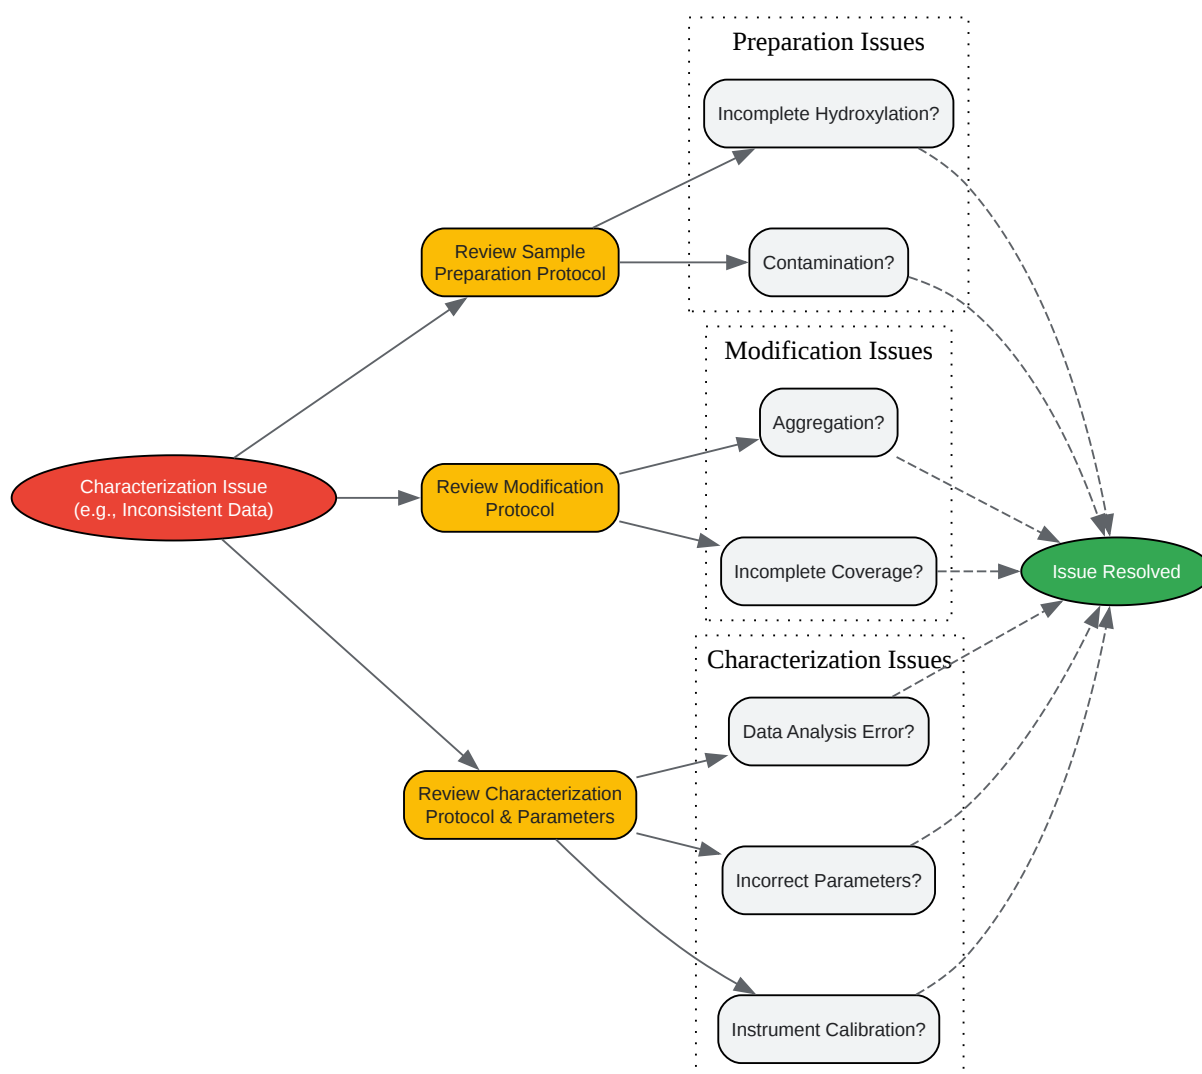 Preparation Issues
Incomplete Hydroxylation?
Review Sample
Preparation Protocol
Contamination?
Modification Issues
Aggregation?
Characterization Issue
(e.g., Inconsistent Data)
Review Modification
Protocol
Incomplete Coverage?
Issue Resolved
Characterization Issues
Data Analysis Error?
Review Characterization
Protocol & Parameters
Incorrect Parameters?
Instrument Calibration?